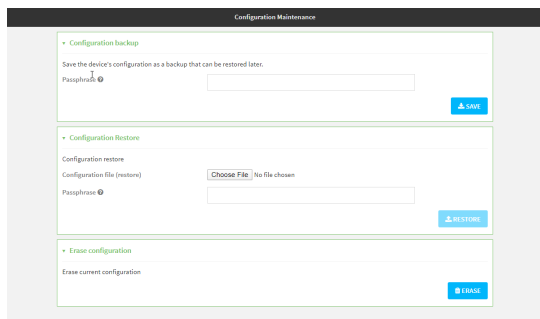 Configuration Maintenance
Configuration backup
Save the device's configuration as a backup that can be restored later.
Passphrase
SAVE
Configuration Restore
Configuration restore
Configuration file (restore) Choose File No file chosen
Passphrase
RESTORE
Erase configuration
Erase current configuration
ERASE